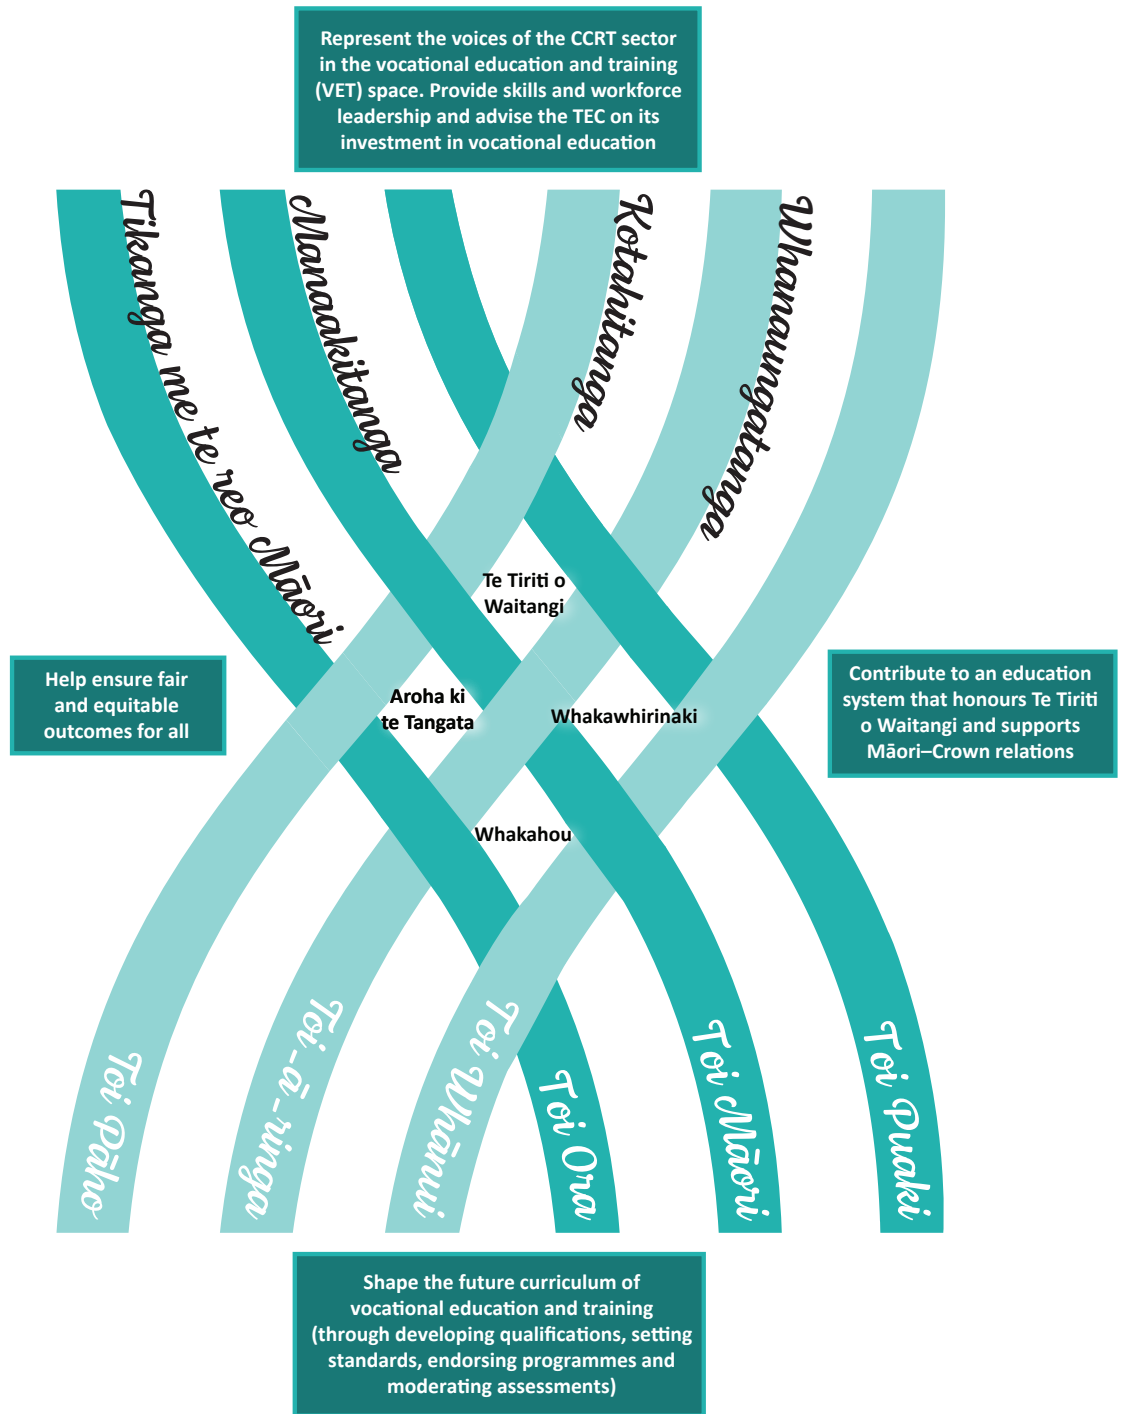 Represent the voices of the CCRT sector
in the vocational education and training
(VET) space. Provide skills and workforce
leadership and advise the TEC on its
investment in vocational education
Tikanga me te reo Māori
Manaakitanga
Kotahitanga
Whanaungatanga
Te Tiriti o
Waitangi
Help ensure fair
and equitable
outcomes for all
Aroha ki
te Tangata
Whakawhirinaki
Contribute to an education
system that honours Te Tiriti
o Waitangi and supports
Māori–Crown relations
Whakahou
Toi Pāho
Toi-ā-ringa
Toi Whānui
Toi Ora
Toi Māori
Toi Puaki
Shape the future curriculum of
vocational education and training
(through developing qualifications, setting
standards, endorsing programmes and
moderating assessments)